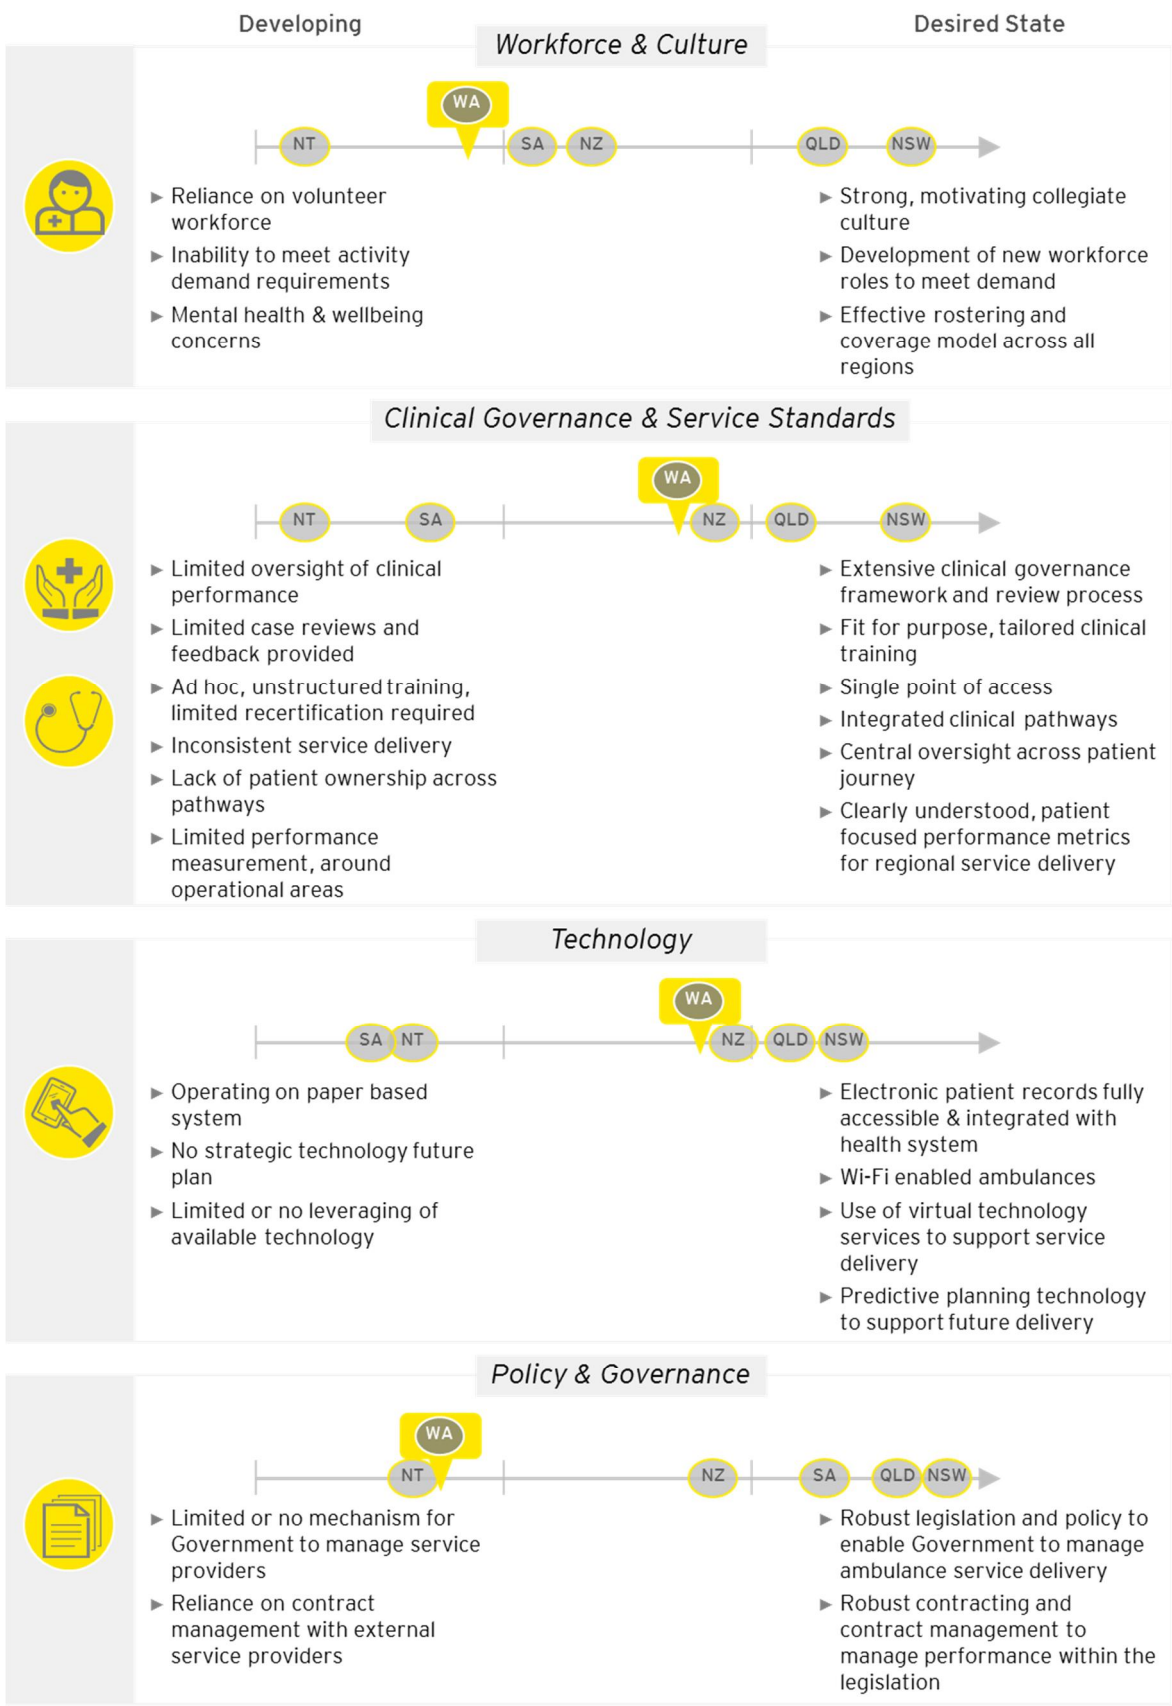 Developing
Desired State
Workforce & Culture
WA
NT
SA
NZ
QLD
NSW
► Reliance on volunteer
workforce
► Inability to meet activity
demand requirements
► Mental health & wellbeing
concerns
► Strong, motivating collegiate
culture
► Development of new workforce
roles to meet demand
► Effective rostering and
coverage model across all
regions
Clinical Governance & Service Standards
WA
NT
SA
NZ
QLD
NSW
► Limited oversight of clinical
performance
► Limited case reviews and
feedback provided
► Ad hoc, unstructured training,
limited recertification required
► Inconsistent service delivery
► Lack of patient ownership across
pathways
► Limited performance
measurement, around
operational areas
► Extensive clinical governance
framework and review process
► Fit for purpose, tailored clinical
training
► Single point of access
► Integrated clinical pathways
► Central oversight across patient
journey
► Clearly understood, patient
focused performance metrics
for regional service delivery
Technology
WA
SA
NT
NZ
QLD
NSW
► Operating on paper based
system
► No strategic technology future
plan
► Limited or no leveraging of
available technology
► Electronic patient records fully
accessible & integrated with
health system
► Wi-Fi enabled ambulances
► Use of virtual technology
services to support service
delivery
► Predictive planning technology
to support future delivery
Policy & Governance
WA
NT
NZ
SA
QLD
NSW
► Limited or no mechanism for
Government to manage service
providers
► Reliance on contract
management with external
service providers
► Robust legislation and policy to
enable Government to manage
ambulance service delivery
► Robust contracting and
contract management to
manage performance within the
legislation